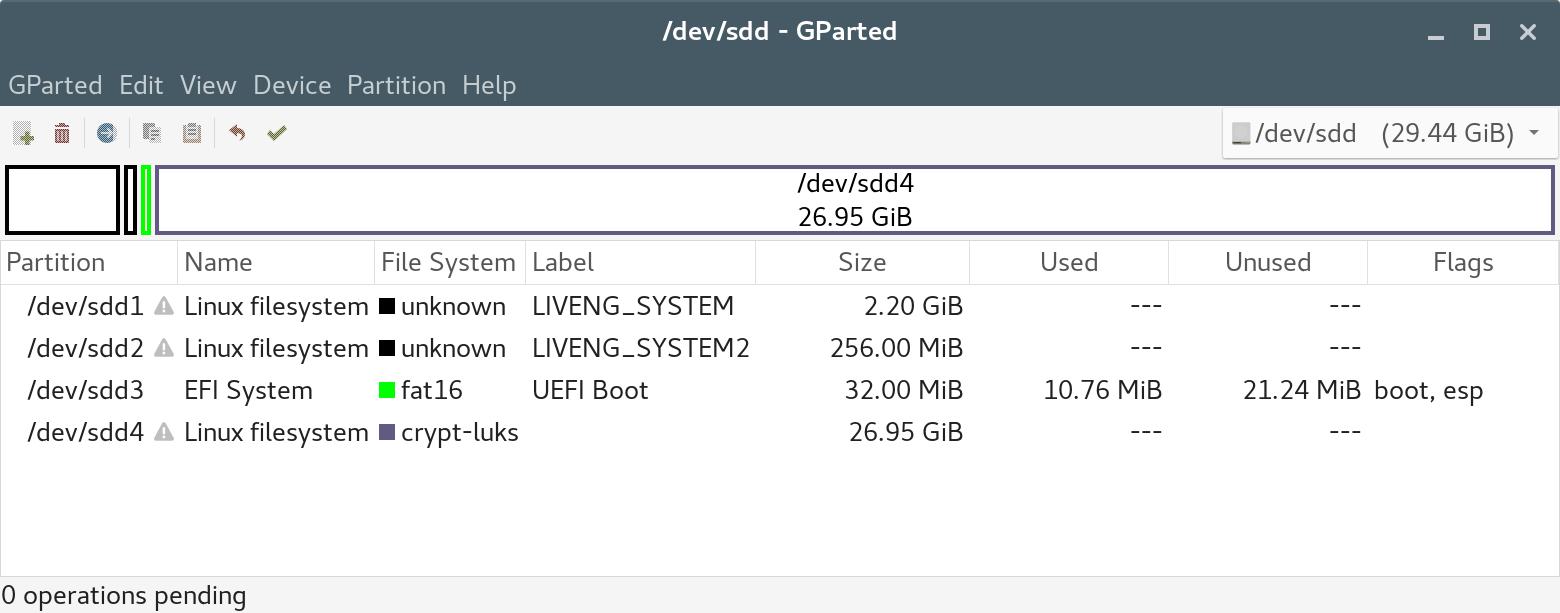 /dev/sdd - GParted
GParted Edit View Device Partition Help
/dev/sdd (29.44 GiB)
/dev/sdd4
26.95 GiB
Partition Name File System Label Size Used Unused Flags
/dev/sdd1 Linux filesystem unknown LIVENG_SYSTEM 2.20 GiB --- ---
/dev/sdd2 Linux filesystem unknown LIVENG_SYSTEM2 256.00 MiB --- ---
/dev/sdd3 EFI System fat16 UEFI Boot 32.00 MiB 10.76 MiB 21.24 MiB boot, esp
/dev/sdd4 Linux filesystem crypt-luks 26.95 GiB --- ---
0 operations pending